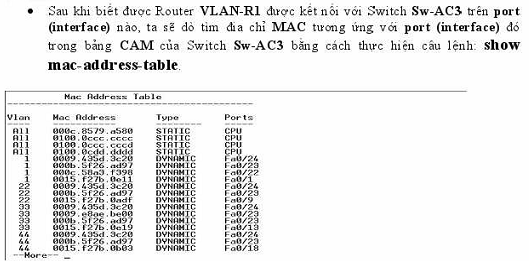 • Sau khi biết được Router VLAN-R1 được kết nối với Switch Sw-AC3 trên port
(interface) nào, ta sẽ dò tìm địa chỉ MAC tương ứng với port (interface) đó
trong bảng CAM của Switch Sw-AC3 bằng cách thực hiện câu lệnh: show
mac-address-table.
Mac Address Table
Vlan Mac Address Type Ports
All 000c.8579.a580 STATIC CPU
All 0100.0ccc.cccc STATIC CPU
All 0100.0ccc.cccd STATIC CPU
All 0100.0cdd.dddd STATIC CPU
1 0009.435d.3c20 DYNAMIC Fa0/24
1 000b.5f26.ad97 DYNAMIC Fa0/23
1 000c.58a3.f398 DYNAMIC Fa0/22
1 0015.f27b.0e11 DYNAMIC Fa0/1
22 0009.435d.3c20 DYNAMIC Fa0/24
22 000b.5f26.ad97 DYNAMIC Fa0/23
22 0015.f27b.0adf DYNAMIC Fa0/9
33 0009.435d.3c20 DYNAMIC Fa0/24
33 0009.e8ae.be00 DYNAMIC Fa0/23
33 000b.5f26.ad97 DYNAMIC Fa0/23
33 0015.f27b.0e19 DYNAMIC Fa0/13
44 0009.435d.3c20 DYNAMIC Fa0/24
44 000b.5f26.ad97 DYNAMIC Fa0/23
44 0015.f27b.0b03 DYNAMIC Fa0/18
--More-- _